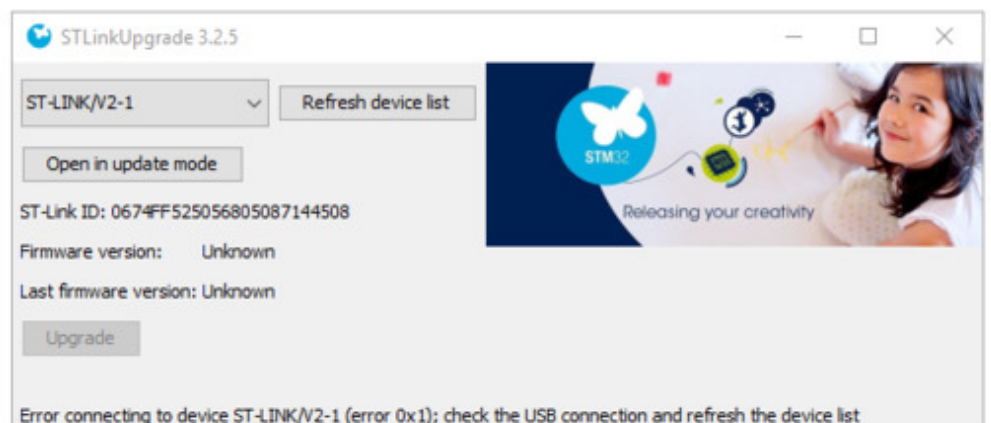 STLinkUpgrade 3.2.5
ST-LINK/V2-1
Refresh device list
Open in update mode
STM32
Releasing your creativity
ST-Link ID: 0674FF525056805087144508
Firmware version: Unknown
Last firmware version: Unknown
Upgrade
Error connecting to device ST-LINK/V2-1 (error 0x1); check the USB connection and refresh the device list